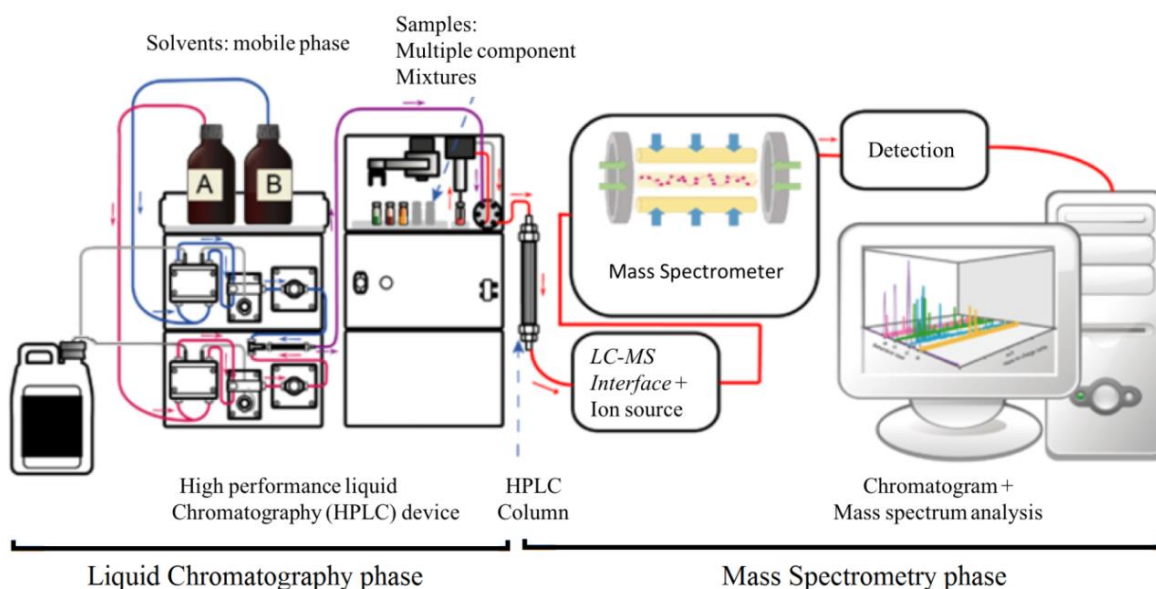 Solvents: mobile phase
Samples:
Multiple component
Mixtures
A
B
Mass Spectrometer
Detection
LC-MS
Interface +
Ion source
High performance liquid
Chromatography (HPLC) device
HPLC
Column
Chromatogram +
Mass spectrum analysis
Liquid Chromatography phase
Mass Spectrometry phase